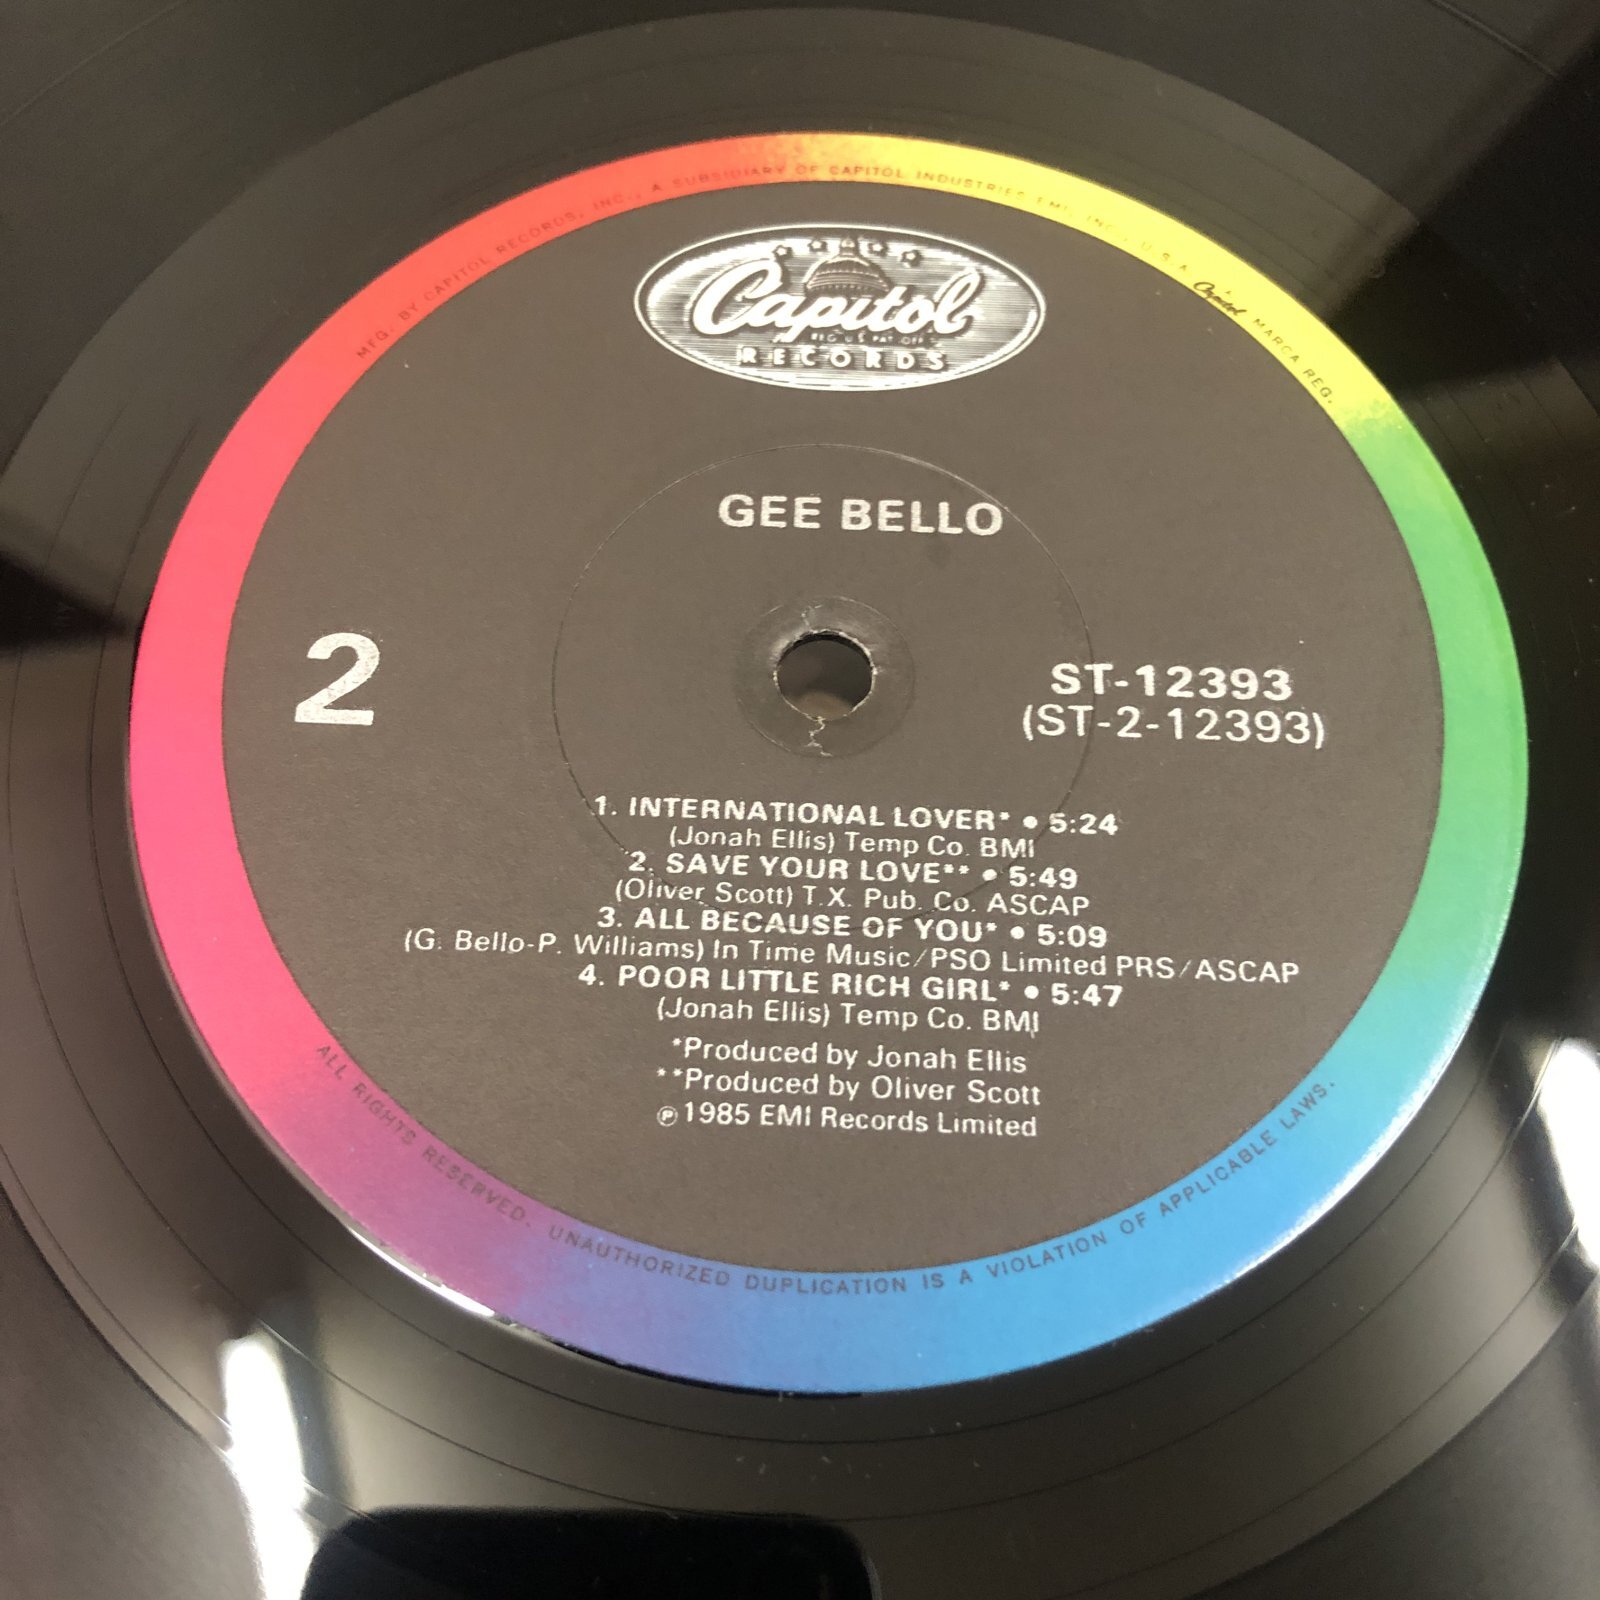 MFG. BY CAPITOL RECORDS, INC., A SUBSIDIARY OF CAPITOL INDUSTRIES-EMI, INC., U.S.A. Capitol MARCA REG.
Capitol
REG. U.S. PAT. OFF.
RECORDS
GEE BELLO
2
ST-12393
(ST-2-12393)
1. INTERNATIONAL LOVER* • 5:24
(Jonah Ellis) Temp Co. BMI
2. SAVE YOUR LOVE** • 5:49
(Oliver Scott) T.X. Pub. Co. ASCAP
3. ALL BECAUSE OF YOU* • 5:09
(G. Bello-P. Williams) In Time Music/PSO Limited PRS/ASCAP
4. POOR LITTLE RICH GIRL* • 5:47
(Jonah Ellis) Temp Co. BMI
*Produced by Jonah Ellis
**Produced by Oliver Scott
℗1985 EMI Records Limited
ALL RIGHTS RESERVED. UNAUTHORIZED DUPLICATION IS A VIOLATION OF APPLICABLE LAWS.